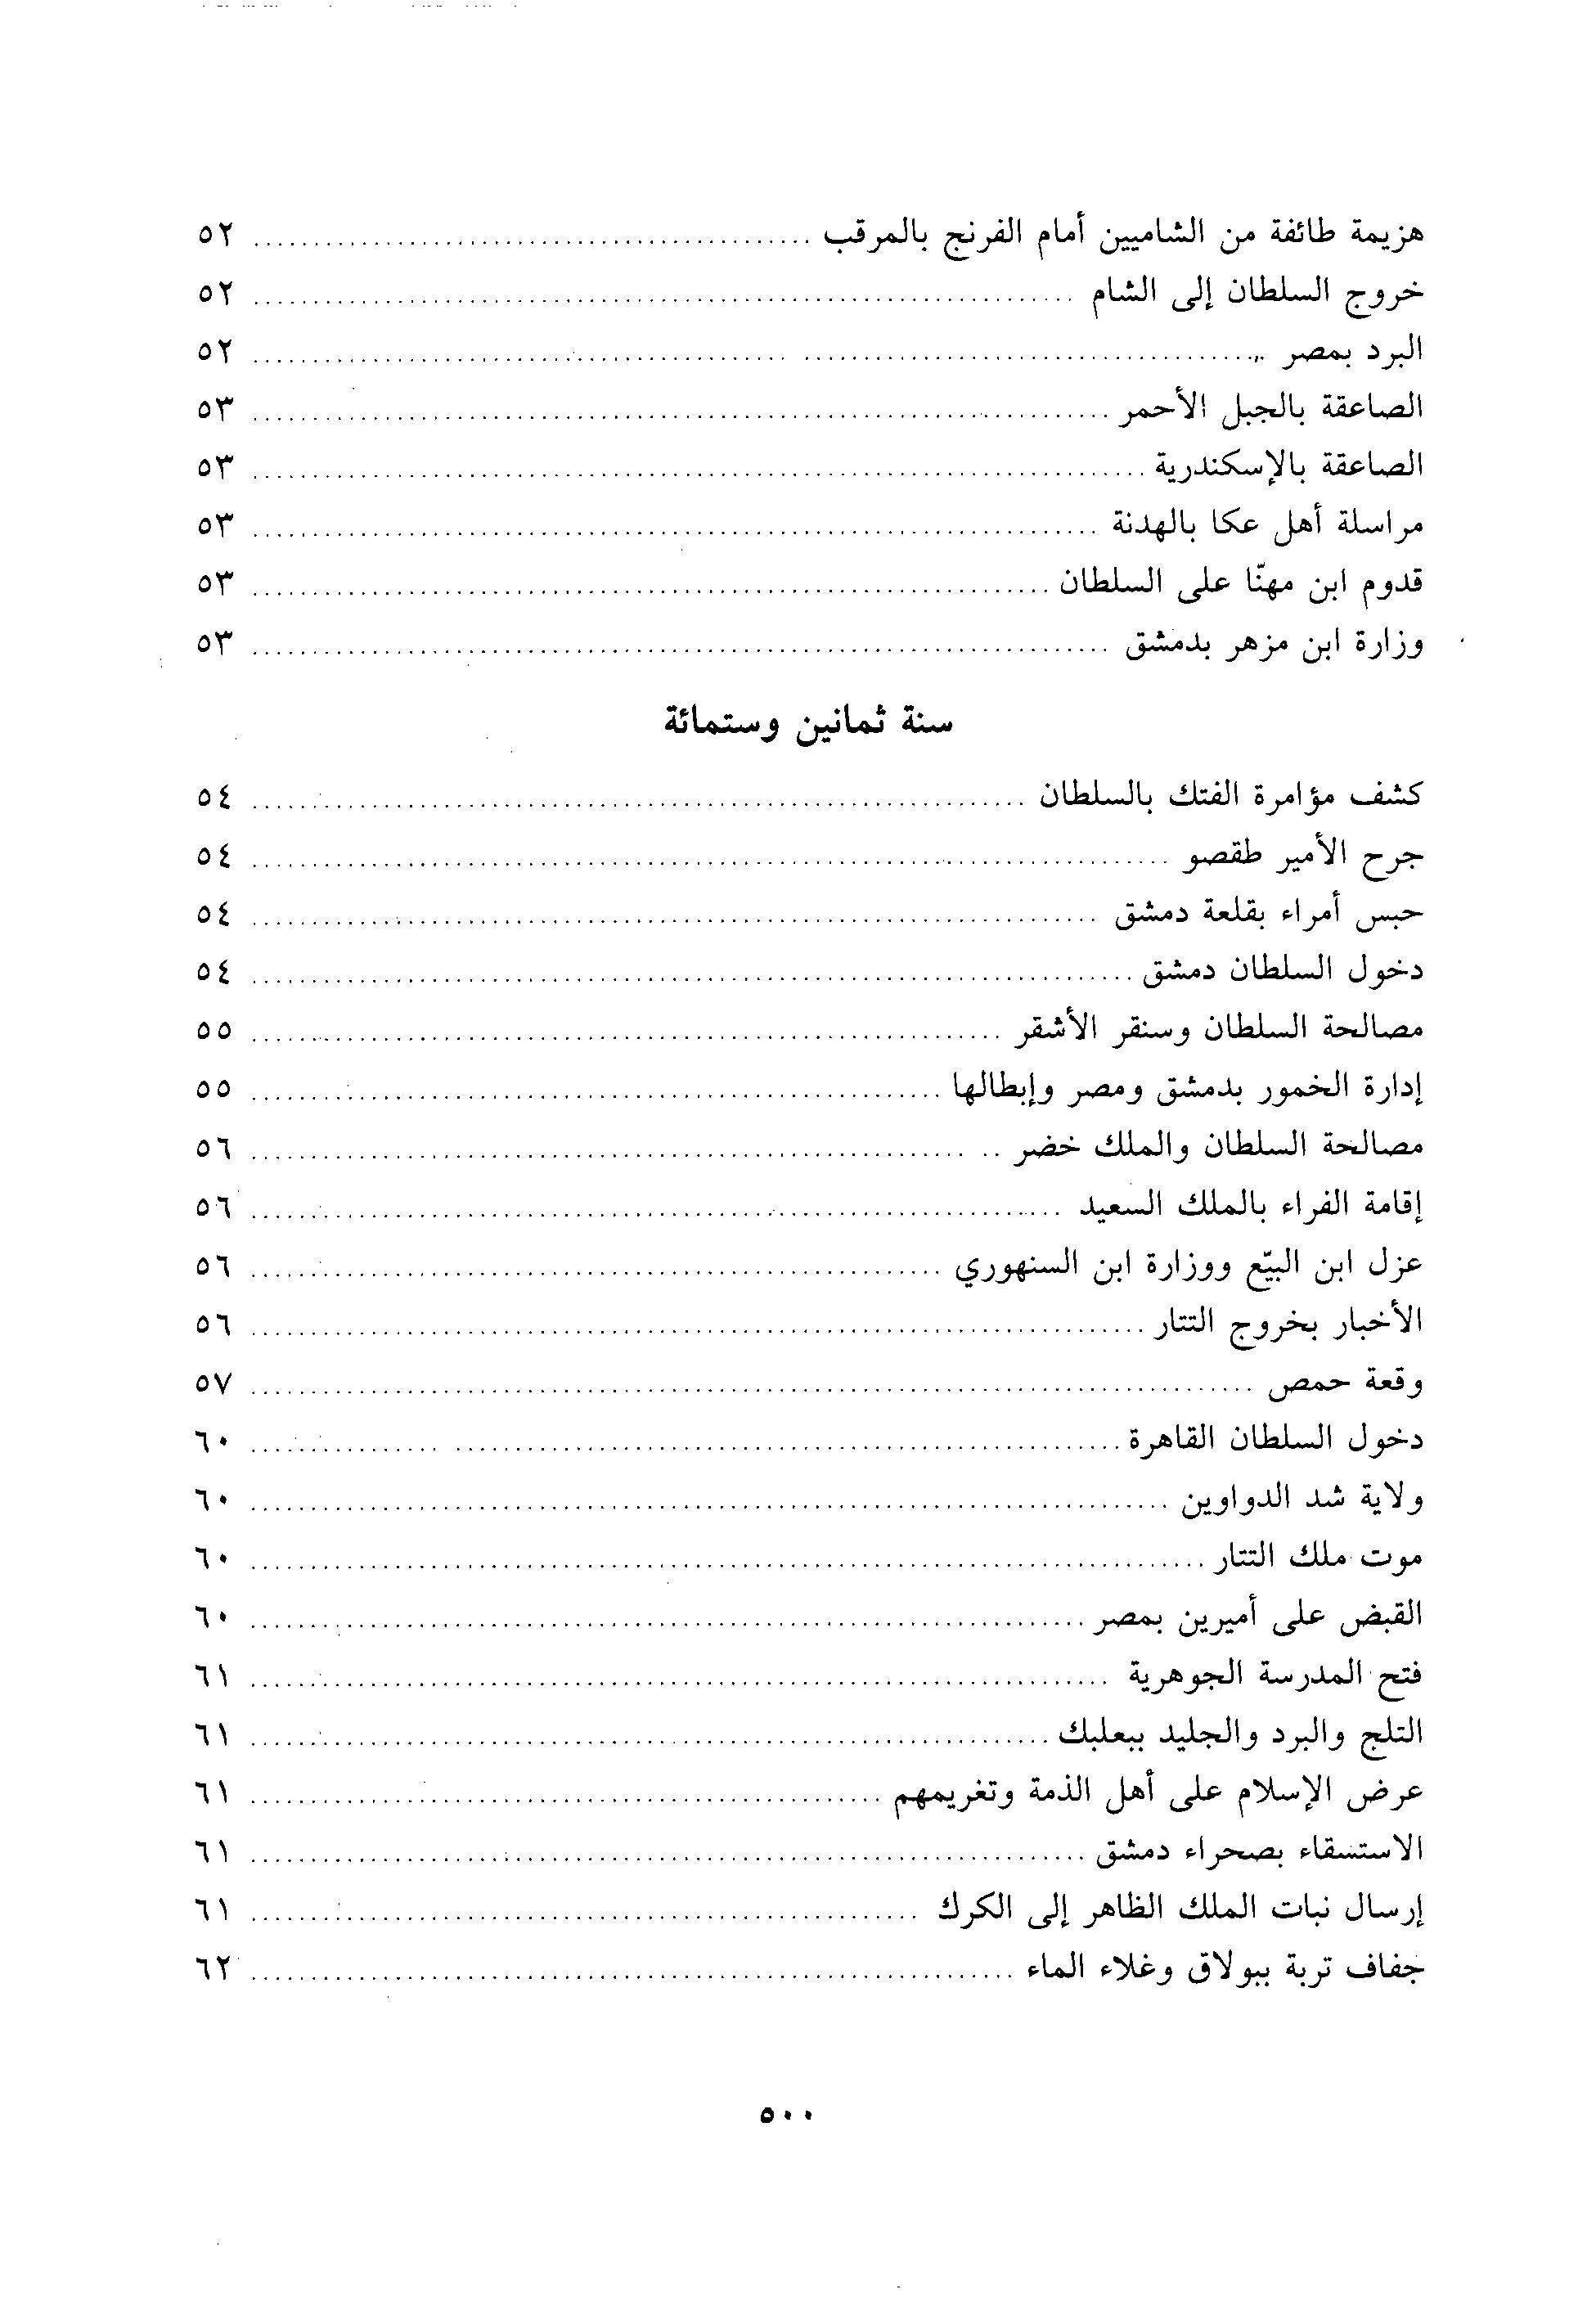 هزيمة طائفة من الشاميين أمام الفرنج بالمرقب ........ ٥٢
خروج السلطان إلى الشام ........ ٥٢
البرد بمصر ........ ٥٢
الصاعقة بالجبل الأحمر ........ ٥٣
الصاعقة بالإسكندرية ........ ٥٣
مراسلة أهل عكا بالهدنة ........ ٥٣
قدوم ابن مهنّا على السلطان ........ ٥٣
وزارة ابن مزهر بدمشق ........ ٥٣
سنة ثمانين وستمائة
كشف مؤامرة الفتك بالسلطان ........ ٥٤
جرح الأمير طقصو ........ ٥٤
حبس أمراء بقلعة دمشق ........ ٥٤
دخول السلطان دمشق ........ ٥٤
مصالحة السلطان وسنقر الأشقر ........ ٥٥
إدارة الخمور بدمشق ومصر وإبطالها ........ ٥٥
مصالحة السلطان والملك خضر ........ ٥٦
إقامة الفراء بالملك السعيد ........ ٥٦
عزل ابن البيّع ووزارة ابن السنهوري ........ ٥٦
الأخبار بخروج التتار ........ ٥٦
وقعة حمص ........ ٥٧
دخول السلطان القاهرة ........ ٦٠
ولاية شد الدواوين ........ ٦٠
موت ملك التتار ........ ٦٠
القبض على أميرين بمصر ........ ٦٠
فتح المدرسة الجوهرية ........ ٦١
التلج والبرد والجليد ببعلبك ........ ٦١
عرض الإسلام على أهل الذمة وتغريمهم ........ ٦١
الاستسقاء بصحراء دمشق ........ ٦١
إرسال نبات الملك الظاهر إلى الكرك ........ ٦١
جفاف تربة ببولاق وغلاء الماء ........ ٦٢
٥٠٠